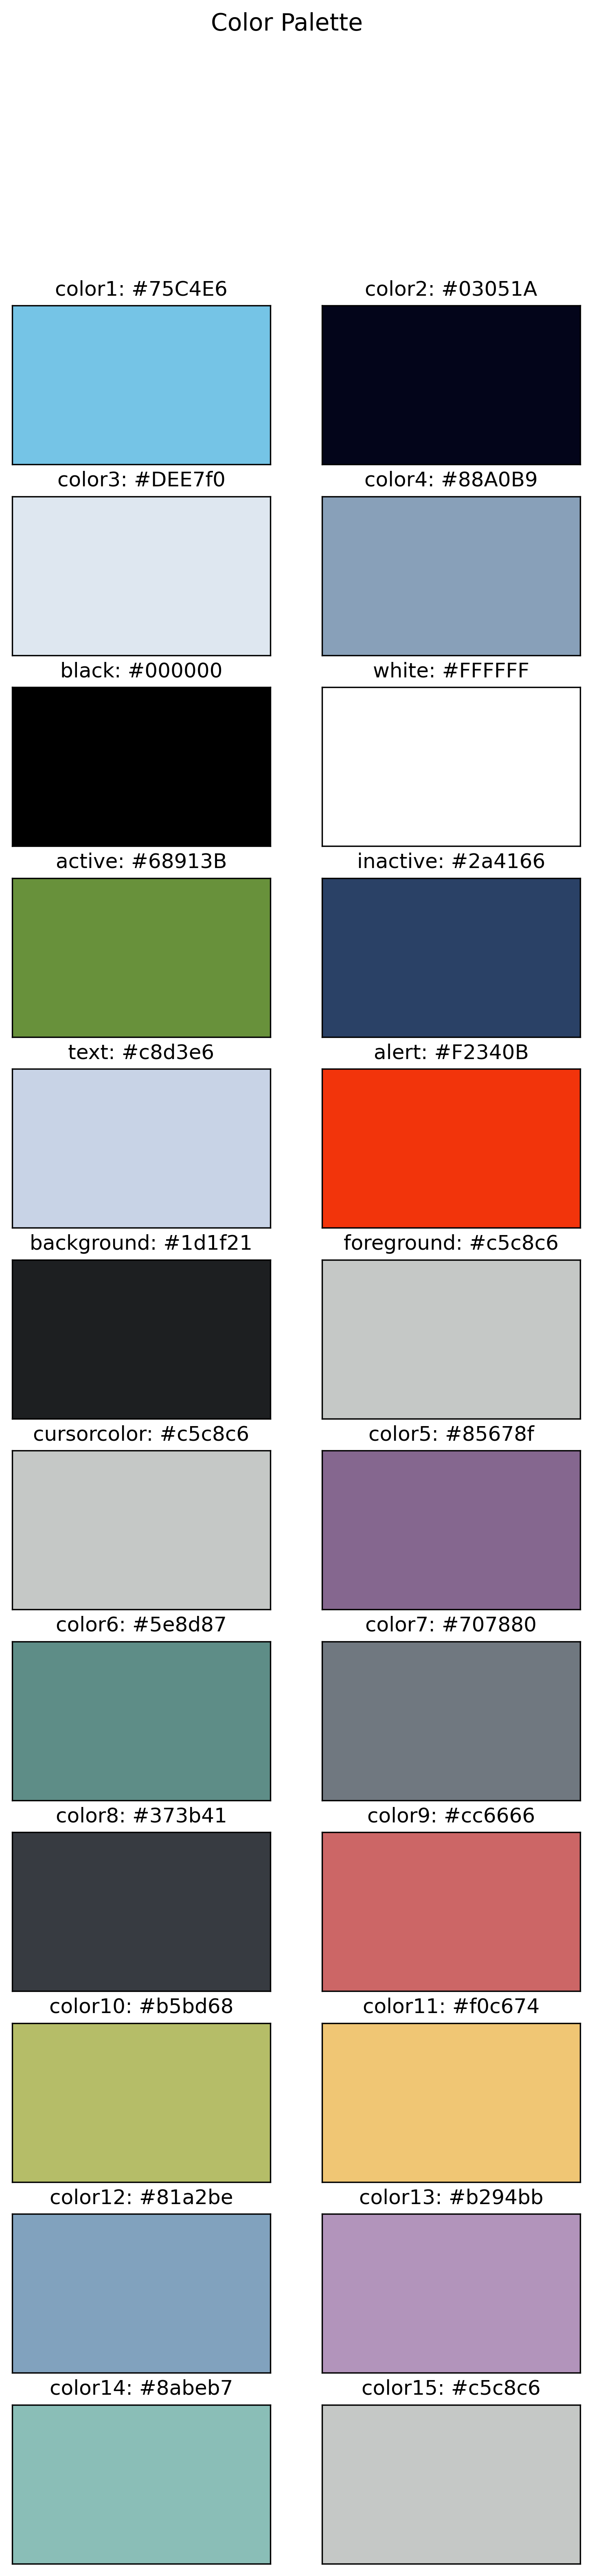 Color Palette
color1: #75C4E6
color2: #03051A
color3: #DEE7f0
color4: #88A0B9
black: #000000
white: #FFFFFF
active: #68913B
inactive: #2a4166
text: #c8d3e6
alert: #F2340B
background: #1d1f21
foreground: #c5c8c6
cursorcolor: #c5c8c6
color5: #85678f
color6: #5e8d87
color7: #707880
color8: #373b41
color9: #cc6666
color10: #b5bd68
color11: #f0c674
color12: #81a2be
color13: #b294bb
color14: #8abeb7
color15: #c5c8c6